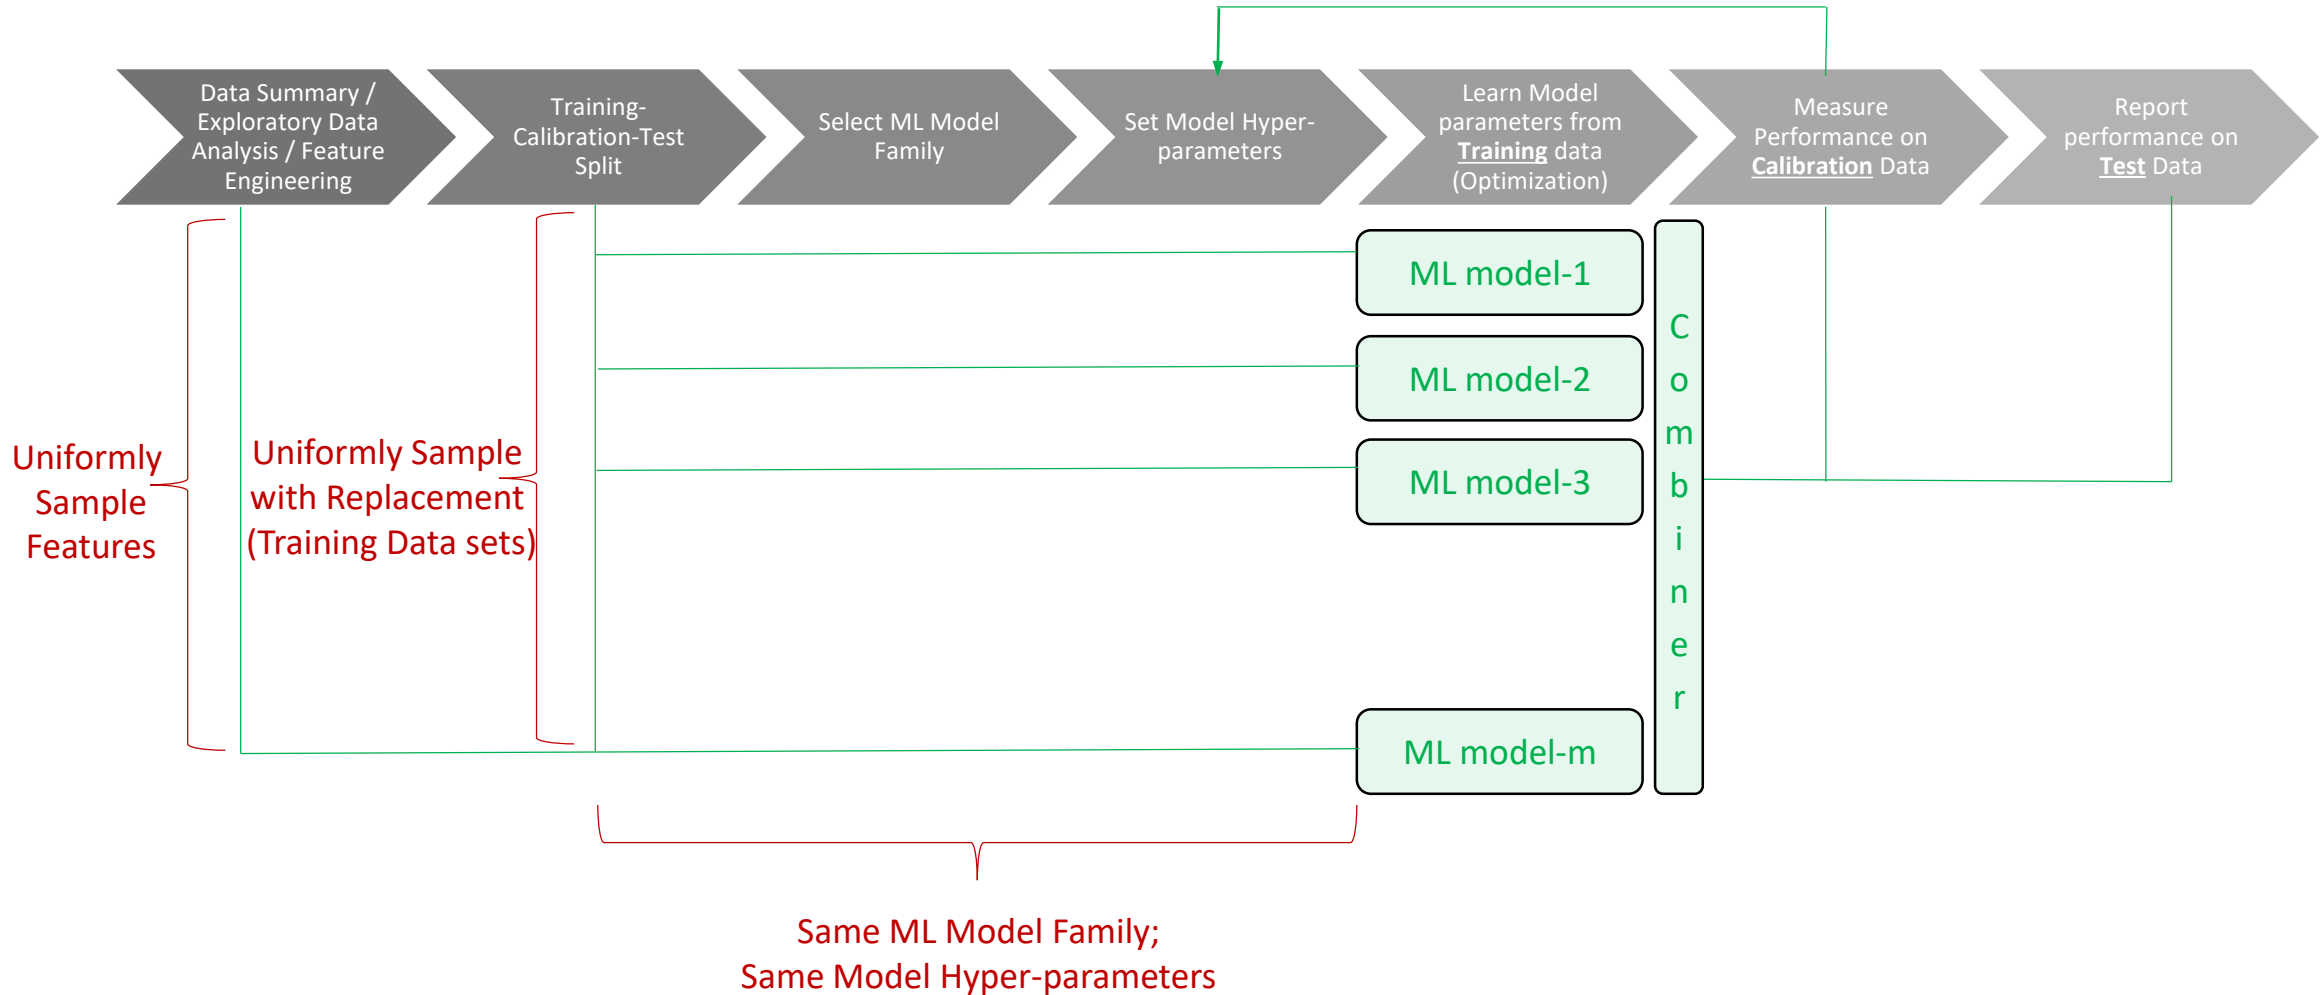 Data Summary /
Exploratory Data
Analysis / Feature
Engineering
Training-
Calibration-Test
Split
Select ML Model
Family
Set Model Hyper-
parameters
Learn Model
parameters from
Training data
(Optimization)
Measure
Performance on
Calibration Data
Report
performance on
Test Data
ML model-1
ML model-2
ML model-3
ML model-m
Combiner
Uniformly
Sample
Features
Uniformly Sample
with Replacement
(Training Data sets)
Same ML Model Family;
Same Model Hyper-parameters